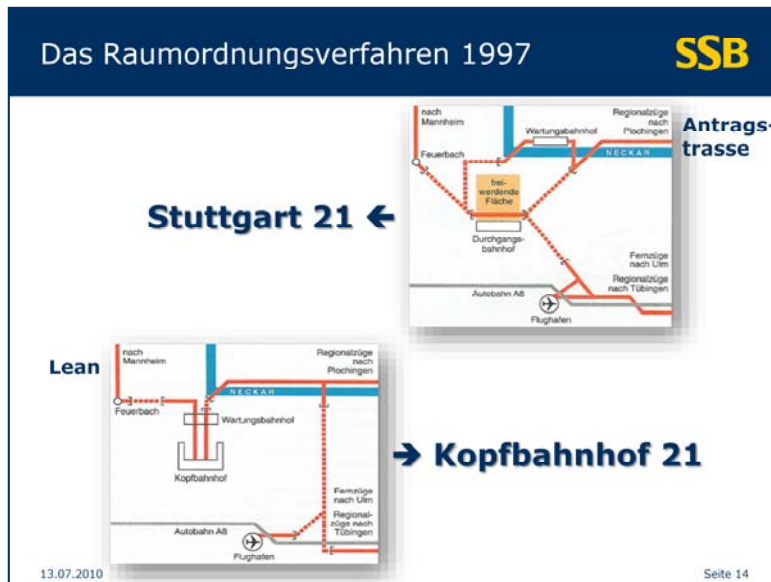 Das Raumordnungsverfahren 1997
SSB
nach
Mannheim
Feuerbach
Wartungsbahnhof
Regionalzüge
nach
Plochingen
NECKAR
frei-
werdende
Fläche
Durchgangs-
bahnhof
Fernzüge
nach Ulm
Regionalzüge
nach Tübingen
Autobahn A8
Flughafen
Antrags-
trasse
Stuttgart 21 ←
Lean
nach
Mannheim
Feuerbach
Regionalzüge
nach
Plochingen
NECKAR
Wartungsbahnhof
Kopfbahnhof
Fernzüge
nach Ulm
Regional-
züge nach
Tübingen
Autobahn A8
Flughafen
→ Kopfbahnhof 21
13.07.2010
Seite 14